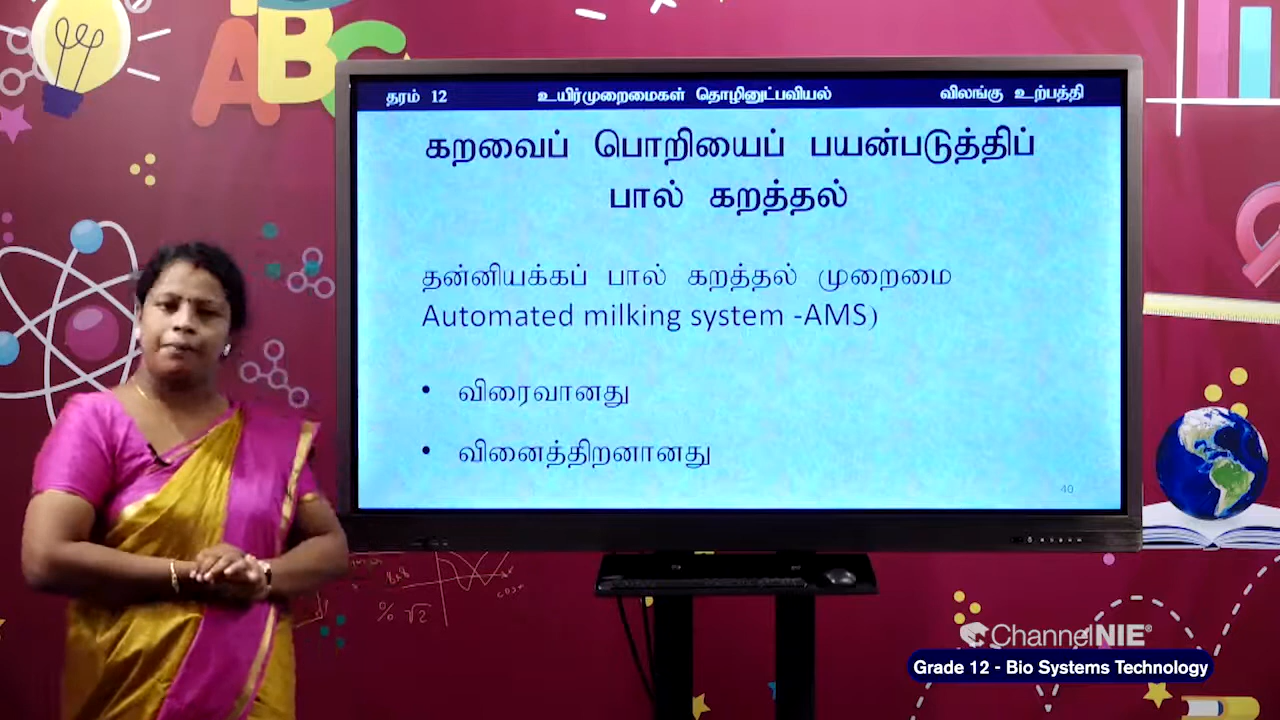 ABC
தரம் 12 உயிர்முறைமைகள் தொழினுட்பவியல் விலங்கு உற்பத்தி
கறவைப் பொறியைப் பயன்படுத்திப்
பால் கறத்தல்
தன்னியக்கப் பால் கறத்தல் முறைமை
Automated milking system -AMS)
• விரைவானது
• வினைத்திறனானது
40
% √2
ChannelNIE®
Grade 12 - Bio Systems Technology